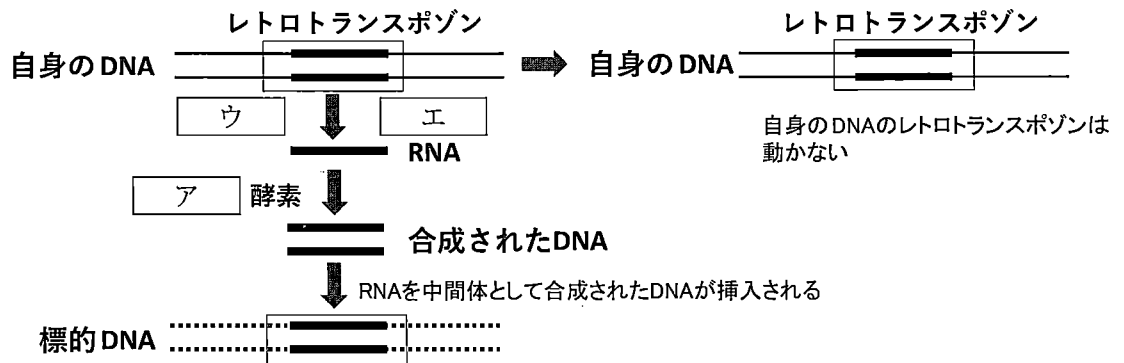 レトロトランスポゾン
レトロトランスポゾン
自身のDNA
自身のDNA
ウ
エ
自身のDNAのレトロトランスポゾンは
動かない
RNA
ア
酵素
合成されたDNA
RNAを中間体として合成されたDNAが挿入される
標的DNA